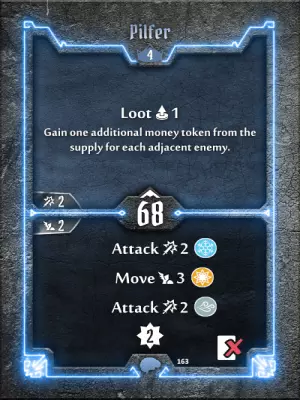 Pilfer
4
Loot 1
Gain one additional money token from the
supply for each adjacent enemy.
2
68
2
Attack 2
Move 3
Attack 2
2
163